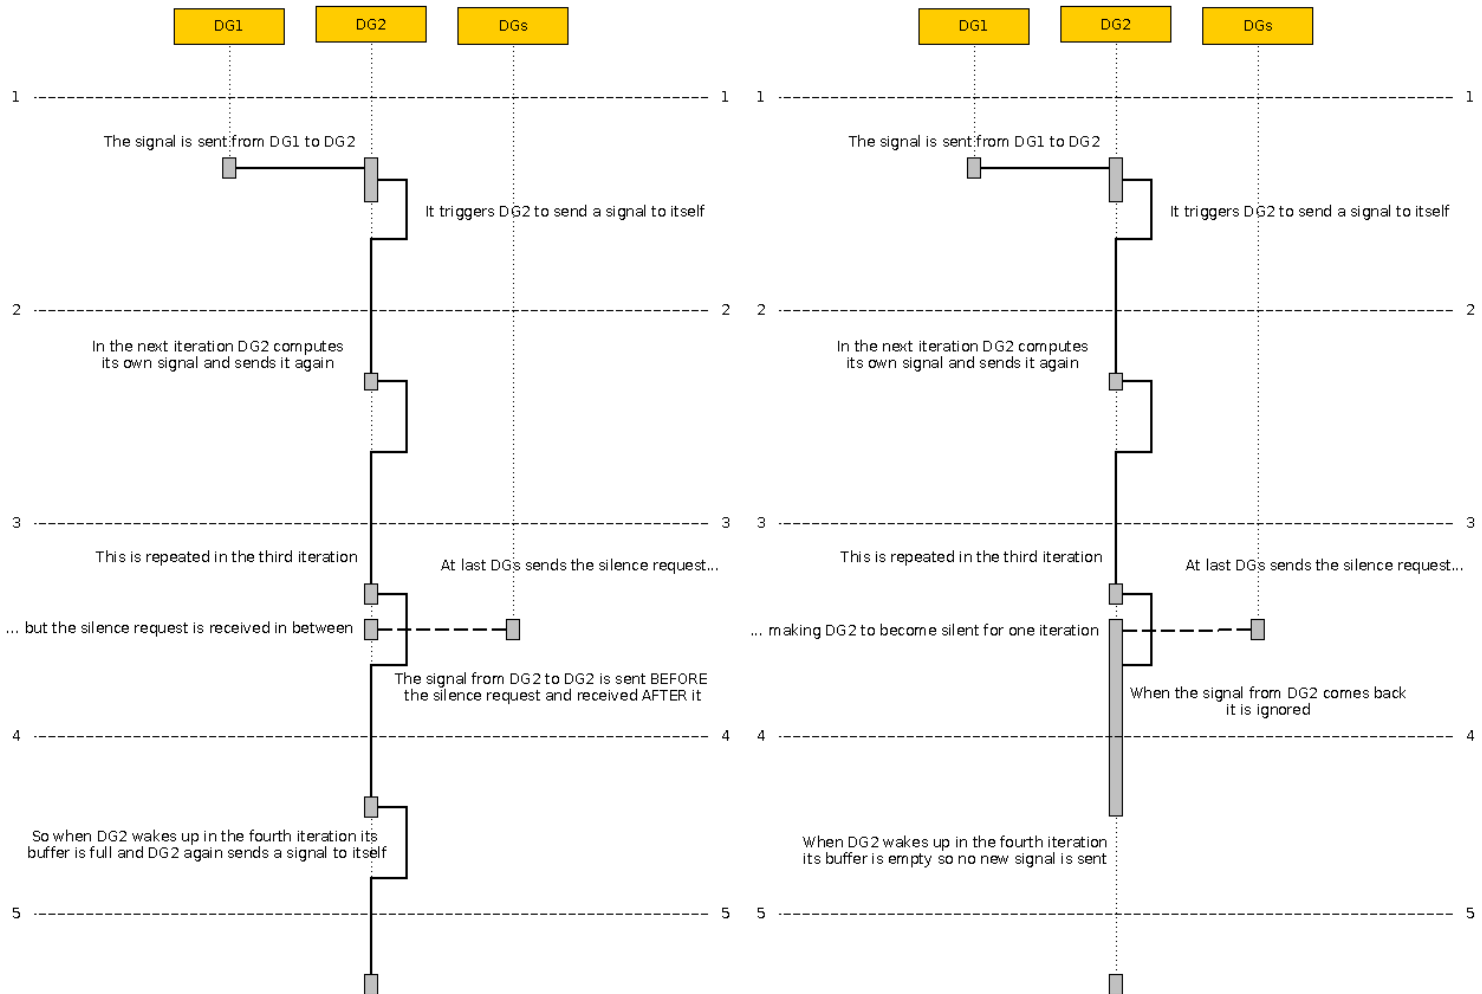 DG1
DG2
DGs
1
1
The signal is sent from DG1 to DG2
It triggers DG2 to send a signal to itself
2
2
In the next iteration DG2 computes
its own signal and sends it again
3
3
This is repeated in the third iteration
At last DGs sends the silence request...
... but the silence request is received in between
The signal from DG2 to DG2 is sent BEFORE
the silence request and received AFTER it
4
4
So when DG2 wakes up in the fourth iteration its
buffer is full and DG2 again sends a signal to itself
5
5
DG1
DG2
DGs
1
1
The signal is sent from DG1 to DG2
It triggers DG2 to send a signal to itself
2
2
In the next iteration DG2 computes
its own signal and sends it again
3
3
This is repeated in the third iteration
At last DGs sends the silence request...
... making DG2 to become silent for one iteration
When the signal from DG2 comes back
it is ignored
4
4
When DG2 wakes up in the fourth iteration
its buffer is empty so no new signal is sent
5
5